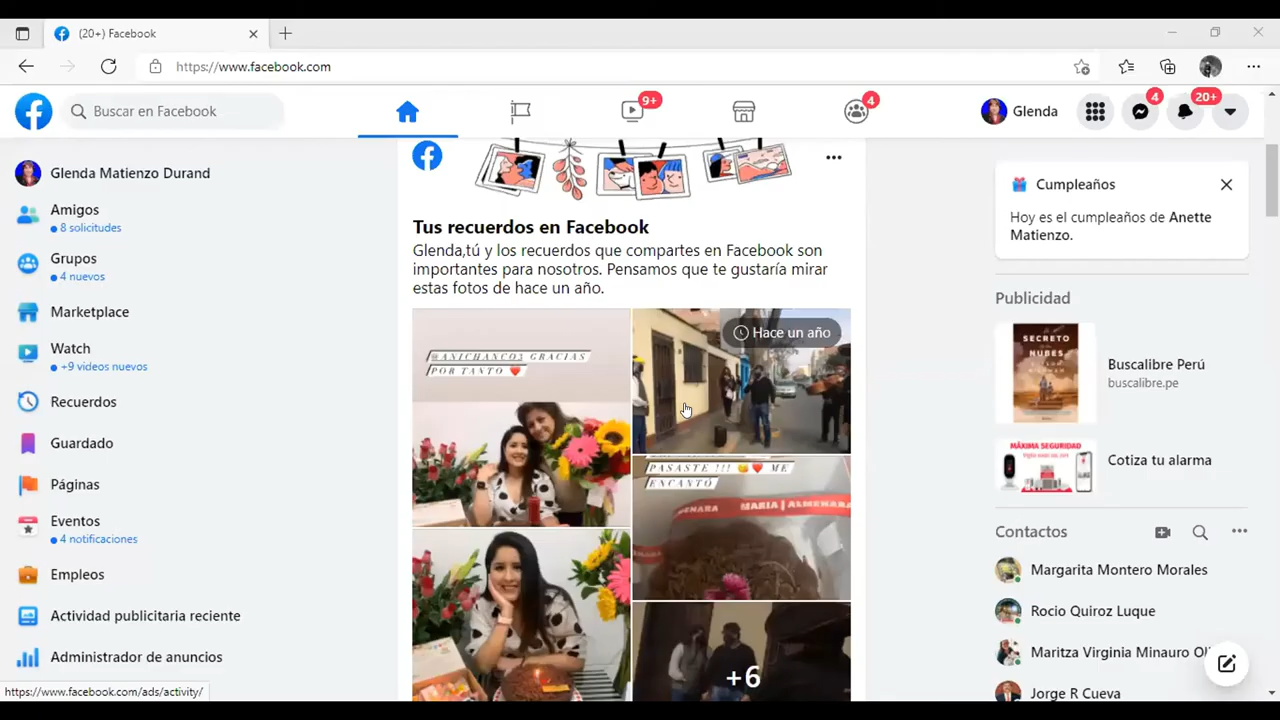 (20+) Facebook
https://www.facebook.com
Buscar en Facebook
9+
4
Glenda
4
20+
Glenda Matienzo Durand
Amigos
8 solicitudes
Grupos
4 nuevos
Marketplace
Watch
+9 videos nuevos
Recuerdos
Guardado
Páginas
Eventos
4 notificaciones
Empleos
Actividad publicitaria reciente
Administrador de anuncios
https://www.facebook.com/ads/activity/
Tus recuerdos en Facebook
Glenda,tú y los recuerdos que compartes en Facebook son
importantes para nosotros. Pensamos que te gustaría mirar
estas fotos de hace un año.
@ANICHANCO3 GRACIAS
POR TANTO
Hace un año
PASASTE !!! ME
ENCANTÓ
MARIA | ALMENARA
+6
Cumpleaños
Hoy es el cumpleaños de Anette
Matienzo.
Publicidad
SECRETO
NUBES
Buscalibre Perú
buscalibre.pe
MÁXIMA SEGURIDAD
Cotiza tu alarma
Contactos
Margarita Montero Morales
Rocio Quiroz Luque
Maritza Virginia Minauro
Jorge R Cueva